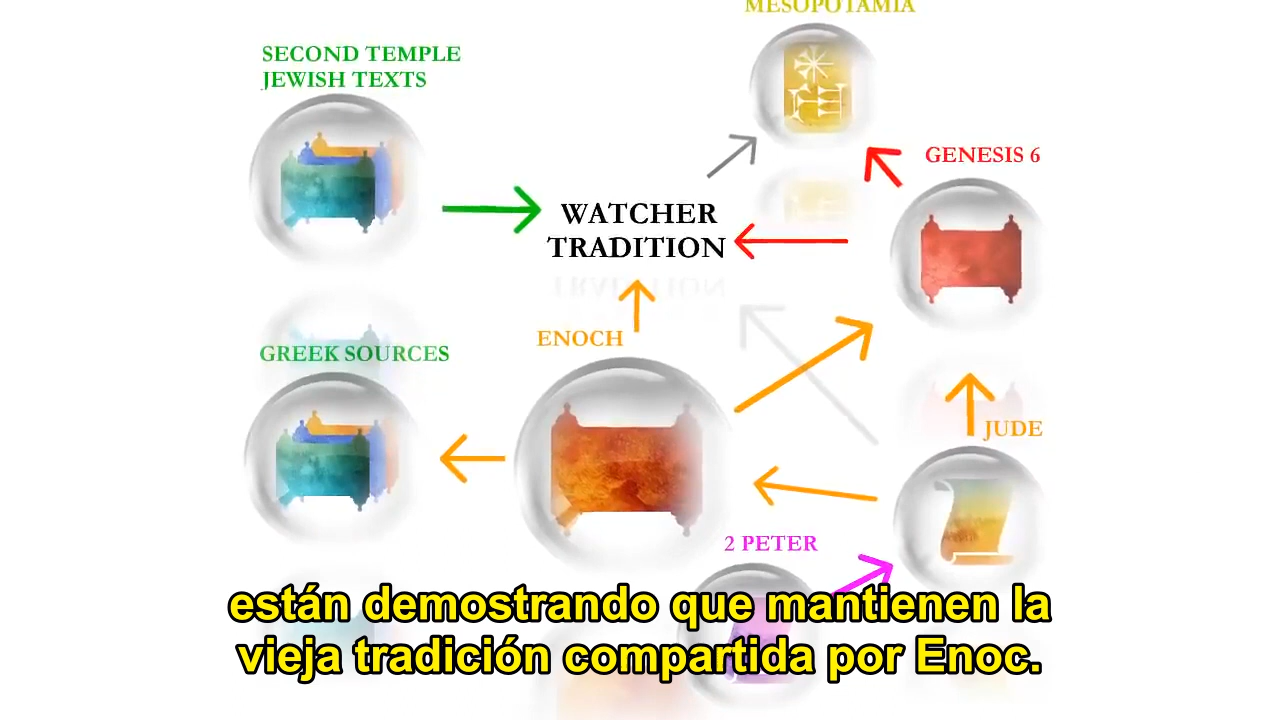 MESOPOTAMIA
SECOND TEMPLE
JEWISH TEXTS
GENESIS 6
WATCHER
TRADITION
ENOCH
GREEK SOURCES
JUDE
2 PETER
están demostrando que mantienen la
vieja tradición compartida por Enoc.